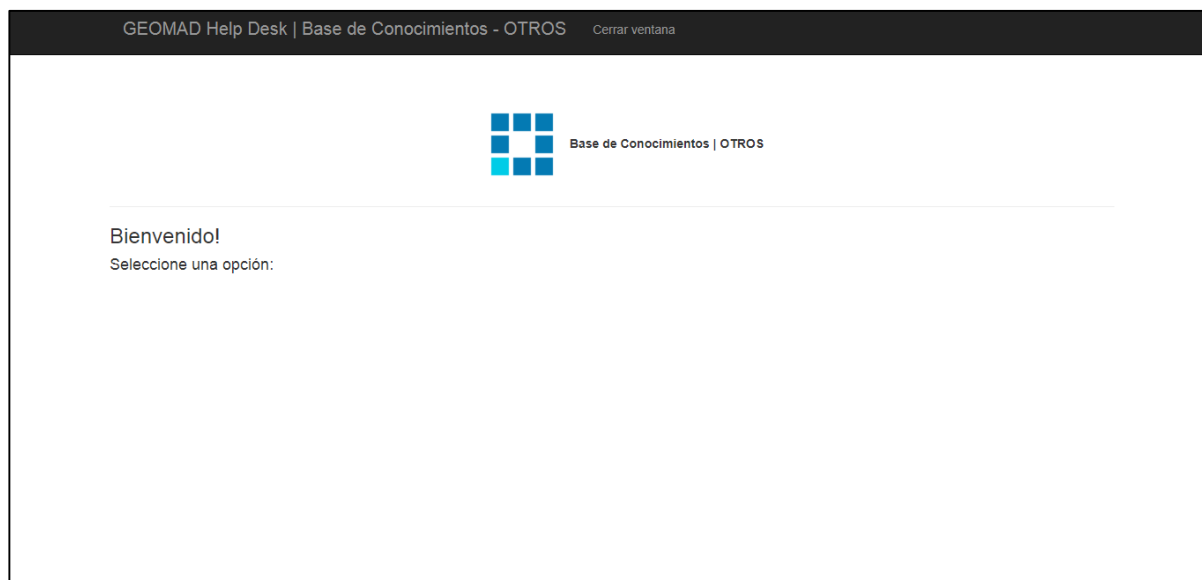 GEOMAD Help Desk | Base de Conocimientos - OTROS Cerrar ventana
Base de Conocimientos | OTROS
Bienvenido!
Seleccione una opción: